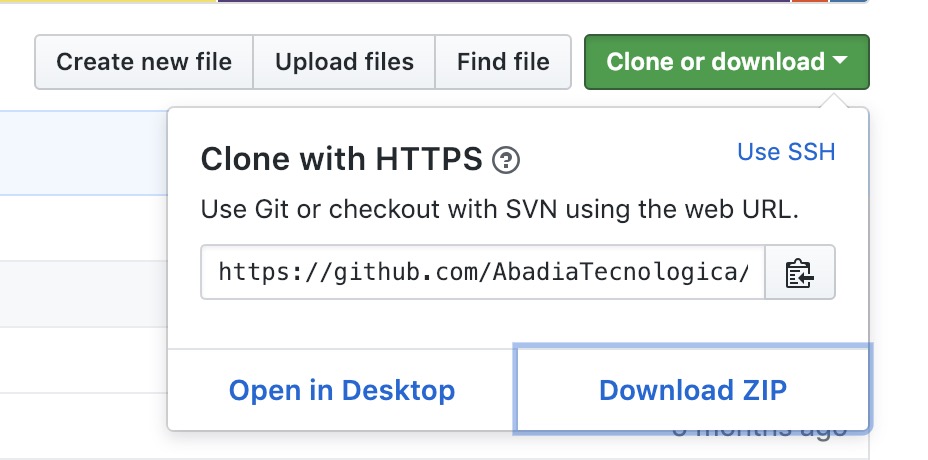 Create new file
Upload files
Find file
Clone or download
Clone with HTTPS ?
Use SSH
Use Git or checkout with SVN using the web URL.
https://github.com/AbadiaTecnologica/
Open in Desktop
Download ZIP
months ago